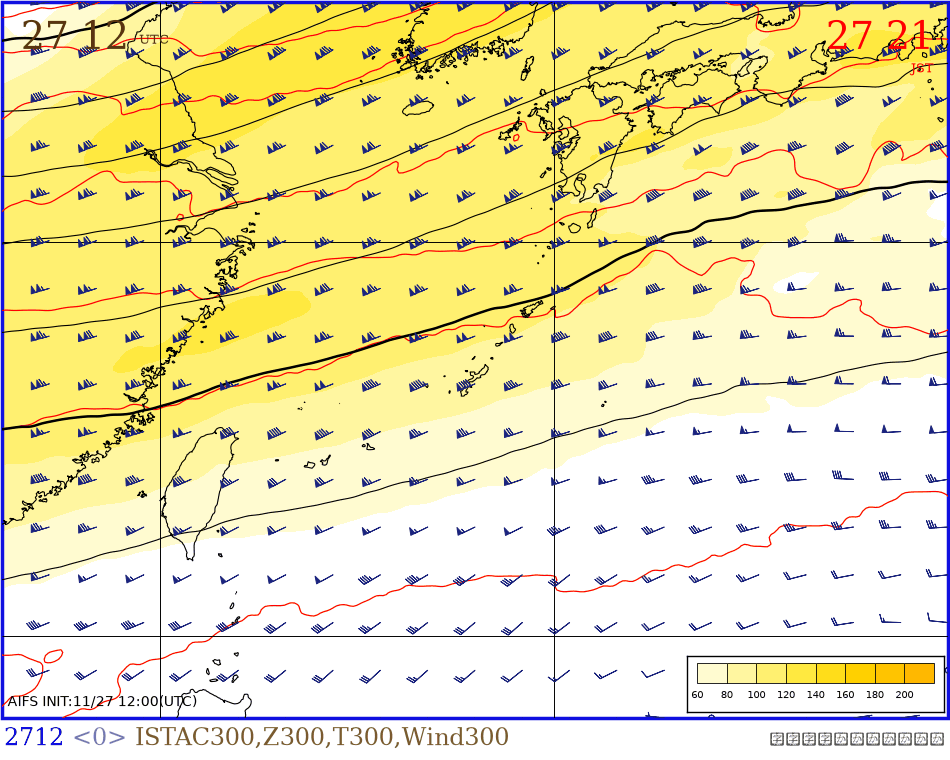 27 12 UTC
27 21
JST
60 80 100 120 140 160 180 200
AIFS INIT:11/27 12:00(UTC)
2712 <0> ISTAC300,Z300,T300,Wind300